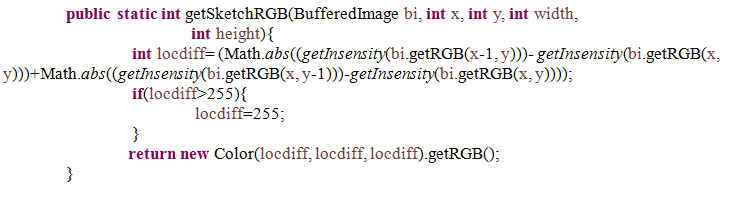 public static int getSketchRGB(BufferedImage bi, int x, int y, int width,
int height){
int locdiff= (Math.abs((getInsensity(bi.getRGB(x-1, y)))- getInsensity(bi.getRGB(x,
y)))+Math.abs((getInsensity(bi.getRGB(x, y-1)))-getInsensity(bi.getRGB(x, y))));
if(locdiff>255){
locdiff=255;
}
return new Color(locdiff, locdiff, locdiff).getRGB();
}